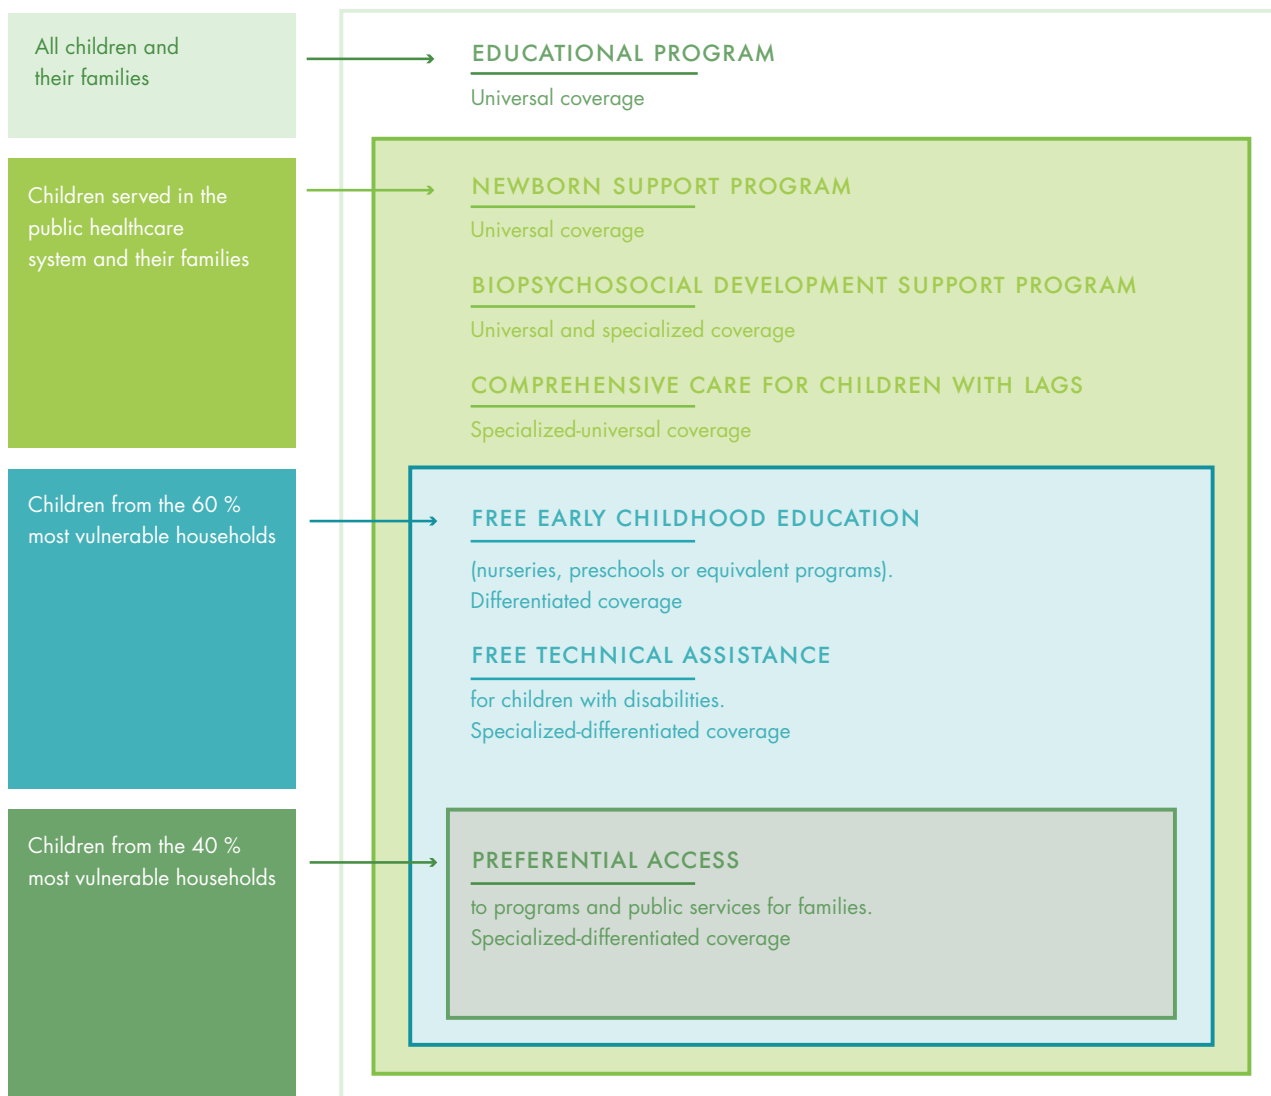 All children and
their families
EDUCATIONAL PROGRAM
Universal coverage
Children served in the
public healthcare
system and their families
NEWBORN SUPPORT PROGRAM
Universal coverage
BIOPSYCHOSOCIAL DEVELOPMENT SUPPORT PROGRAM
Universal and specialized coverage
COMPREHENSIVE CARE FOR CHILDREN WITH LAGS
Specialized-universal coverage
Children from the 60 %
most vulnerable households
FREE EARLY CHILDHOOD EDUCATION
(nurseries, preschools or equivalent programs).
Differentiated coverage
FREE TECHNICAL ASSISTANCE
for children with disabilities.
Specialized-differentiated coverage
Children from the 40 %
most vulnerable households
PREFERENTIAL ACCESS
to programs and public services for families.
Specialized-differentiated coverage